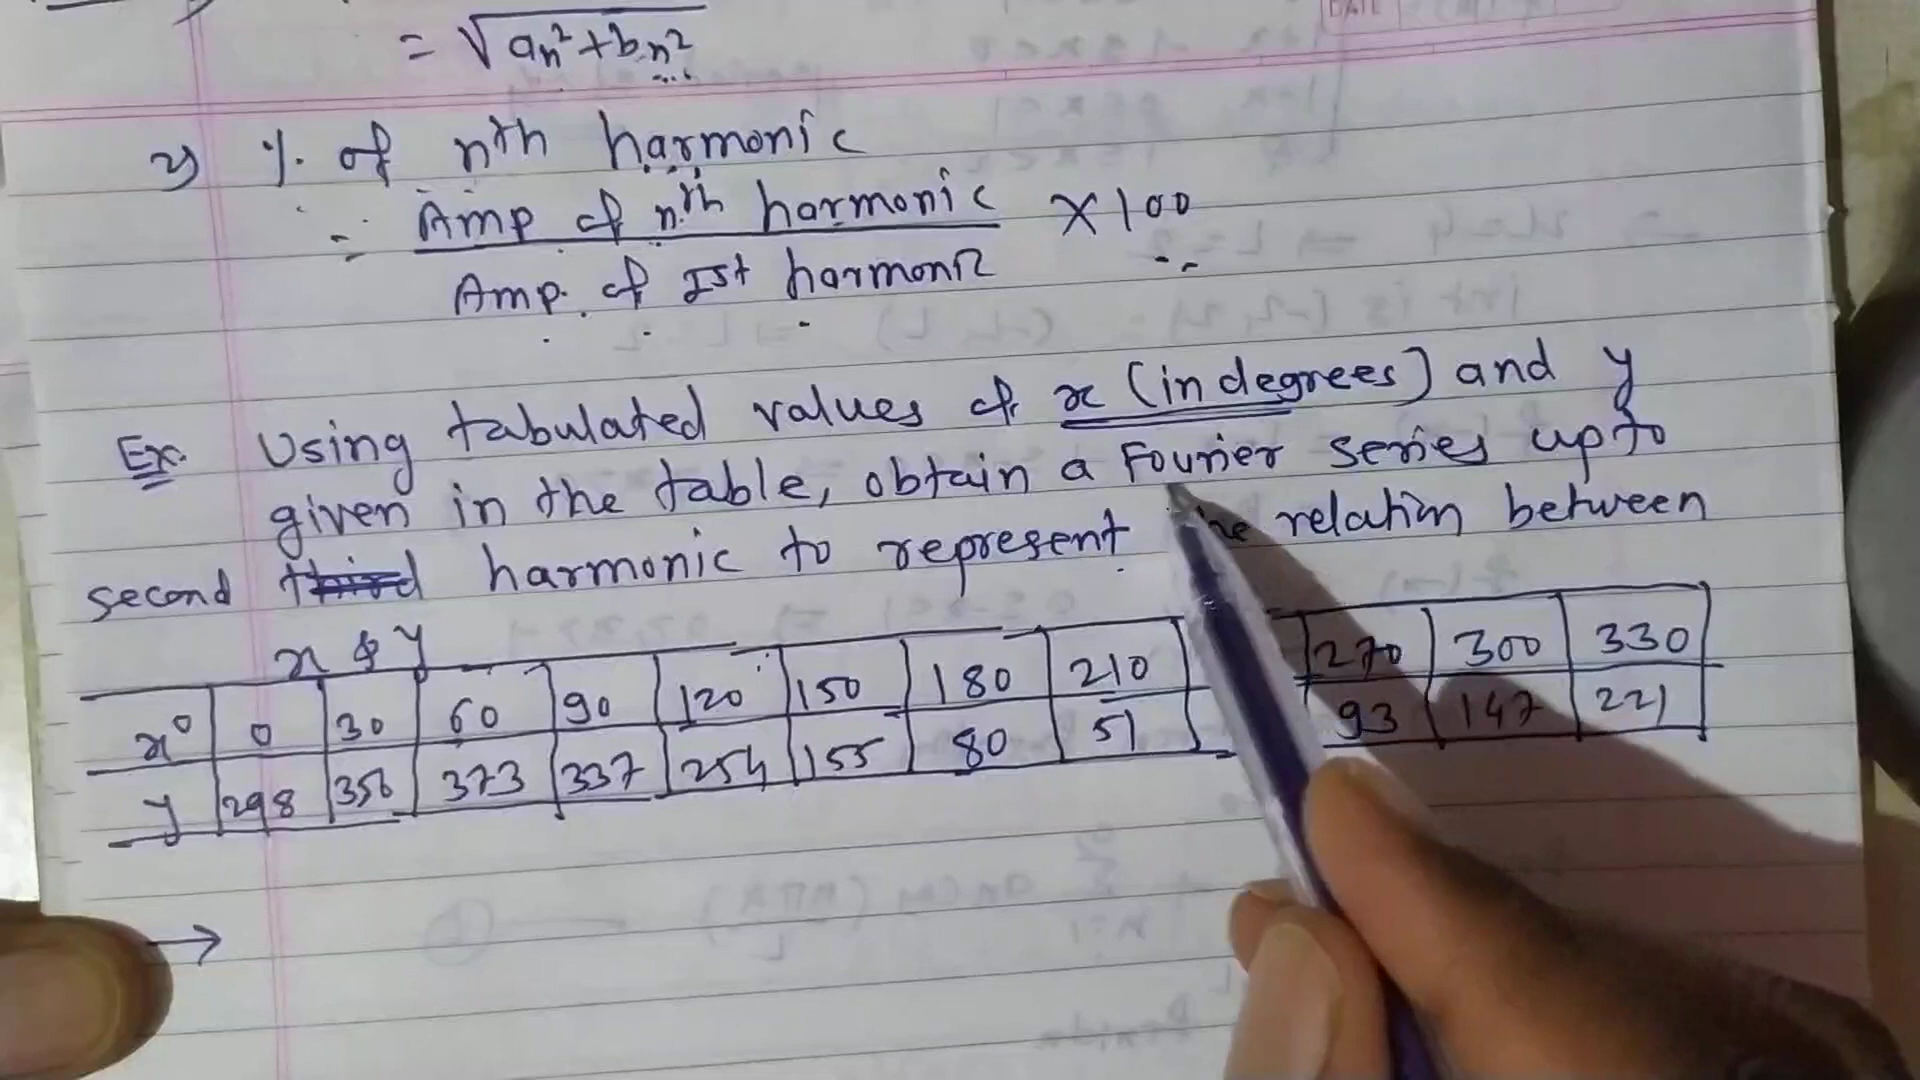 DATE
= √an²+bn²
2) % of nth harmonic
= Amp of nth harmonic × 100
Amp. of Ist harmonic
Ex. Using tabulated values of x (in degrees) and y
given in the table, obtain a Fourier series upto
second third harmonic to represent relation between
x & y
x° 0 30 60 90 120 150 180 210 270 300 330
y 298 356 373 337 254 155 80 51 93 147 221
→